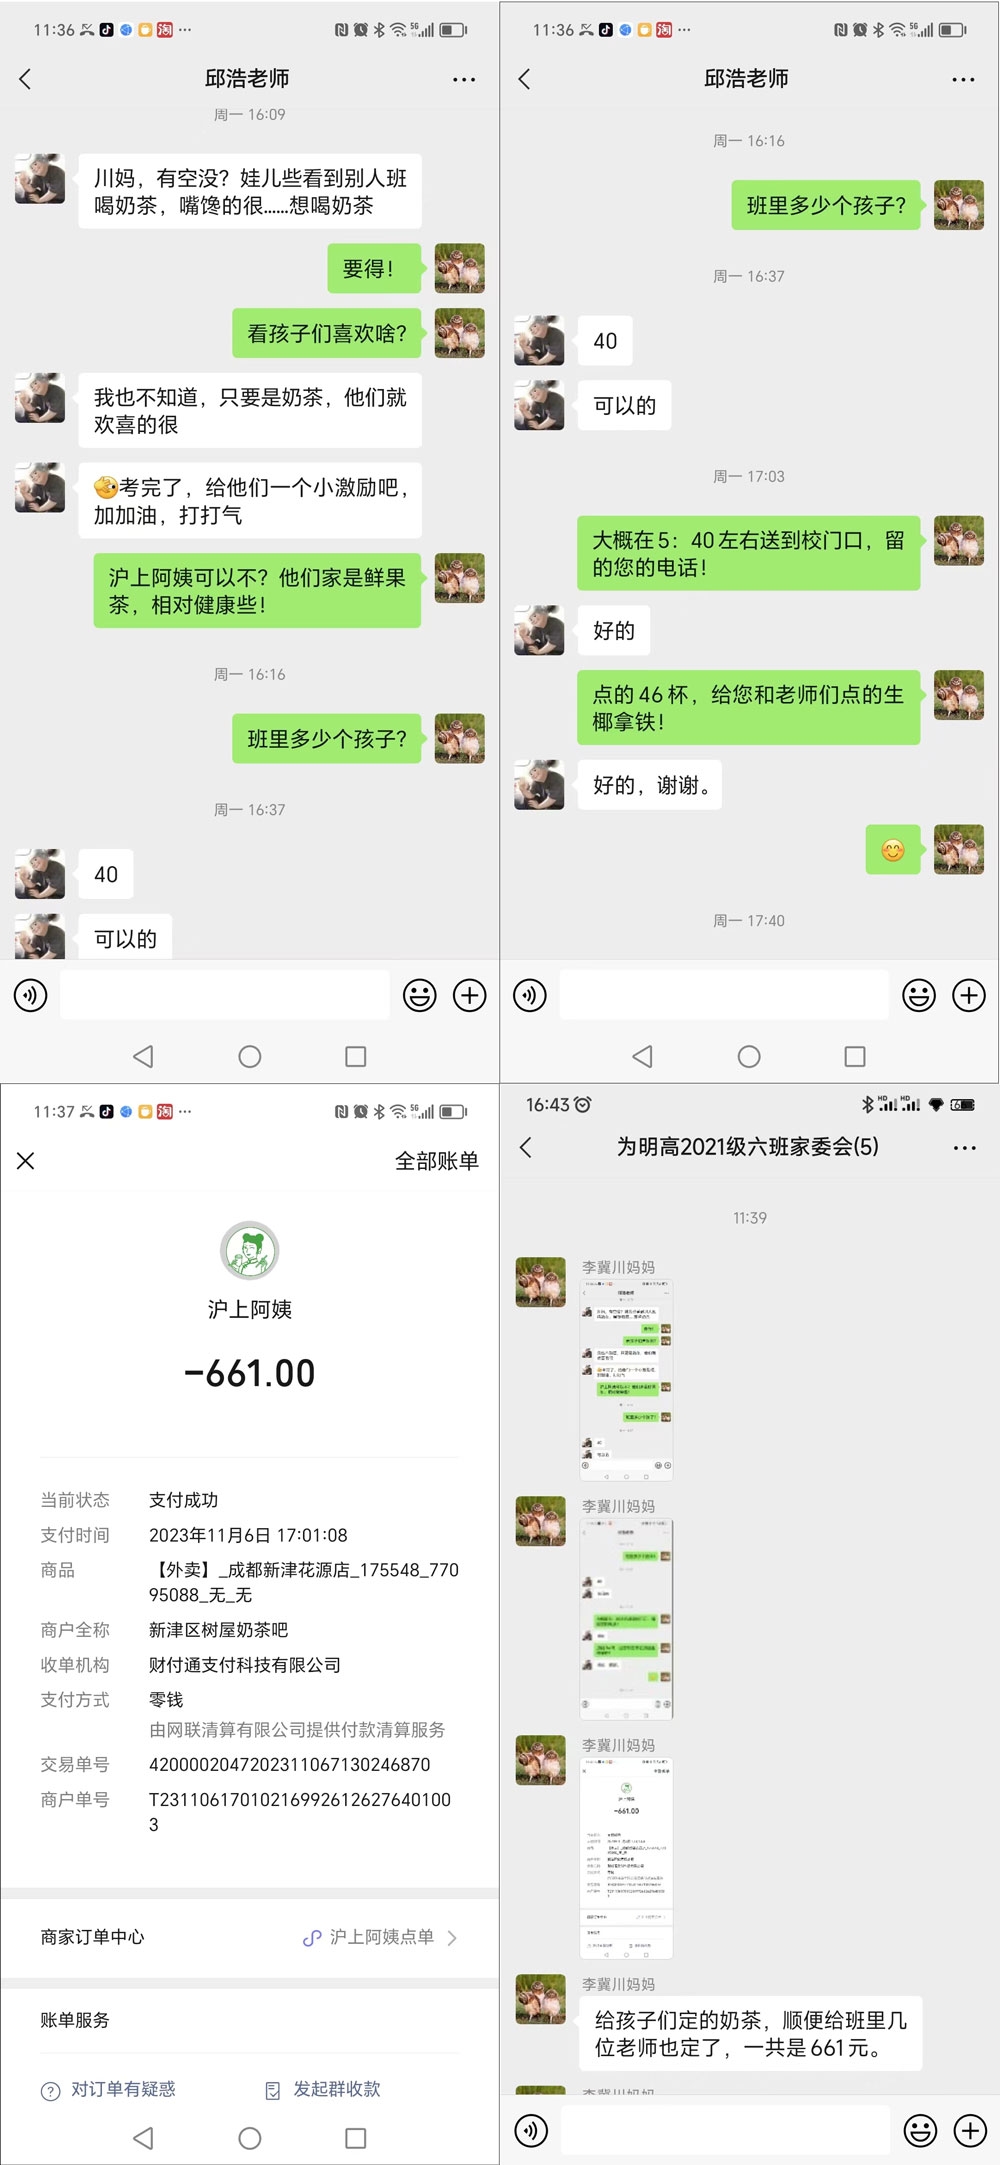 11:36
邱浩老师
周一 16:09
川妈，有空没？娃儿些看到别人班
喝奶茶，嘴馋的很......想喝奶茶
要得！
看孩子们喜欢啥？
我也不知道，只要是奶茶，他们就
欢喜的很
考完了，给他们一个小激励吧，
加加油，打打气
沪上阿姨可以不？他们家是鲜果
茶，相对健康些！
周一 16:16
班里多少个孩子？
周一 16:37
40
可以的
11:36
邱浩老师
周一 16:16
班里多少个孩子？
周一 16:37
40
可以的
周一 17:03
大概在5：40左右送到校门口，留
的您的电话！
好的
点的46杯，给您和老师们点的生
椰拿铁！
好的，谢谢。
周一 17:40
11:37
全部账单
沪上阿姨
-661.00
当前状态 支付成功
支付时间 2023年11月6日 17:01:08
商品 【外卖】_成都新津花源店_175548_770
95088_无_无
商户全称 新津区树屋奶茶吧
收单机构 财付通支付科技有限公司
支付方式 零钱
由网联清算有限公司提供付款清算服务
交易单号 4200002047202311067130246870
商户单号 T23110617010216992612627640100
3
商家订单中心 沪上阿姨点单
账单服务
对订单有疑惑 发起群收款
16:43
为明高2021级六班家委会(5)
11:39
李冀川妈妈
李冀川妈妈
李冀川妈妈
-661.00
李冀川妈妈
给孩子们定的奶茶，顺便给班里几
位老师也定了，一共是661元。
李冀川妈妈